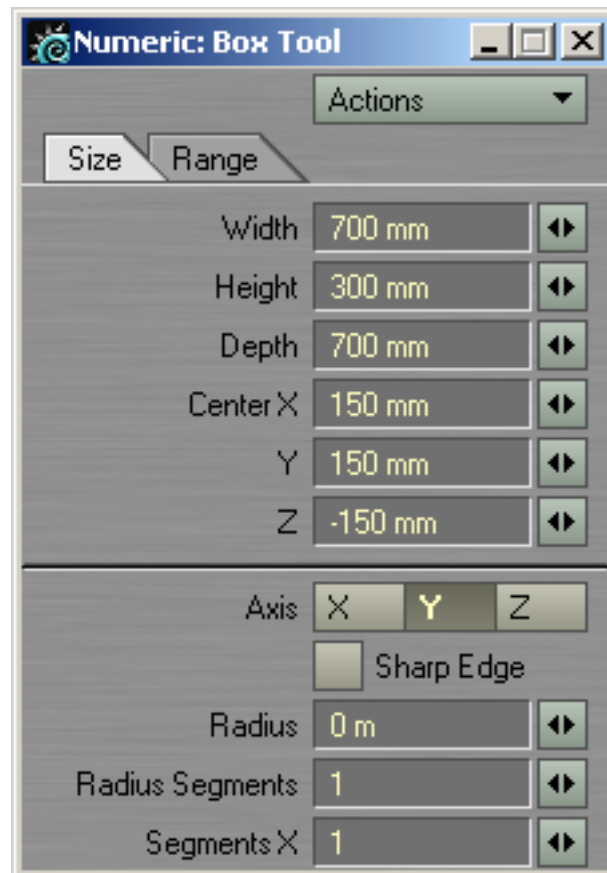 Numeric: Box Tool
Actions
Size Range
Width 700 mm
Height 300 mm
Depth 700 mm
Center X 150 mm
Y 150 mm
Z -150 mm
Axis X Y Z
Sharp Edge
Radius 0 m
Radius Segments 1
Segments X 1